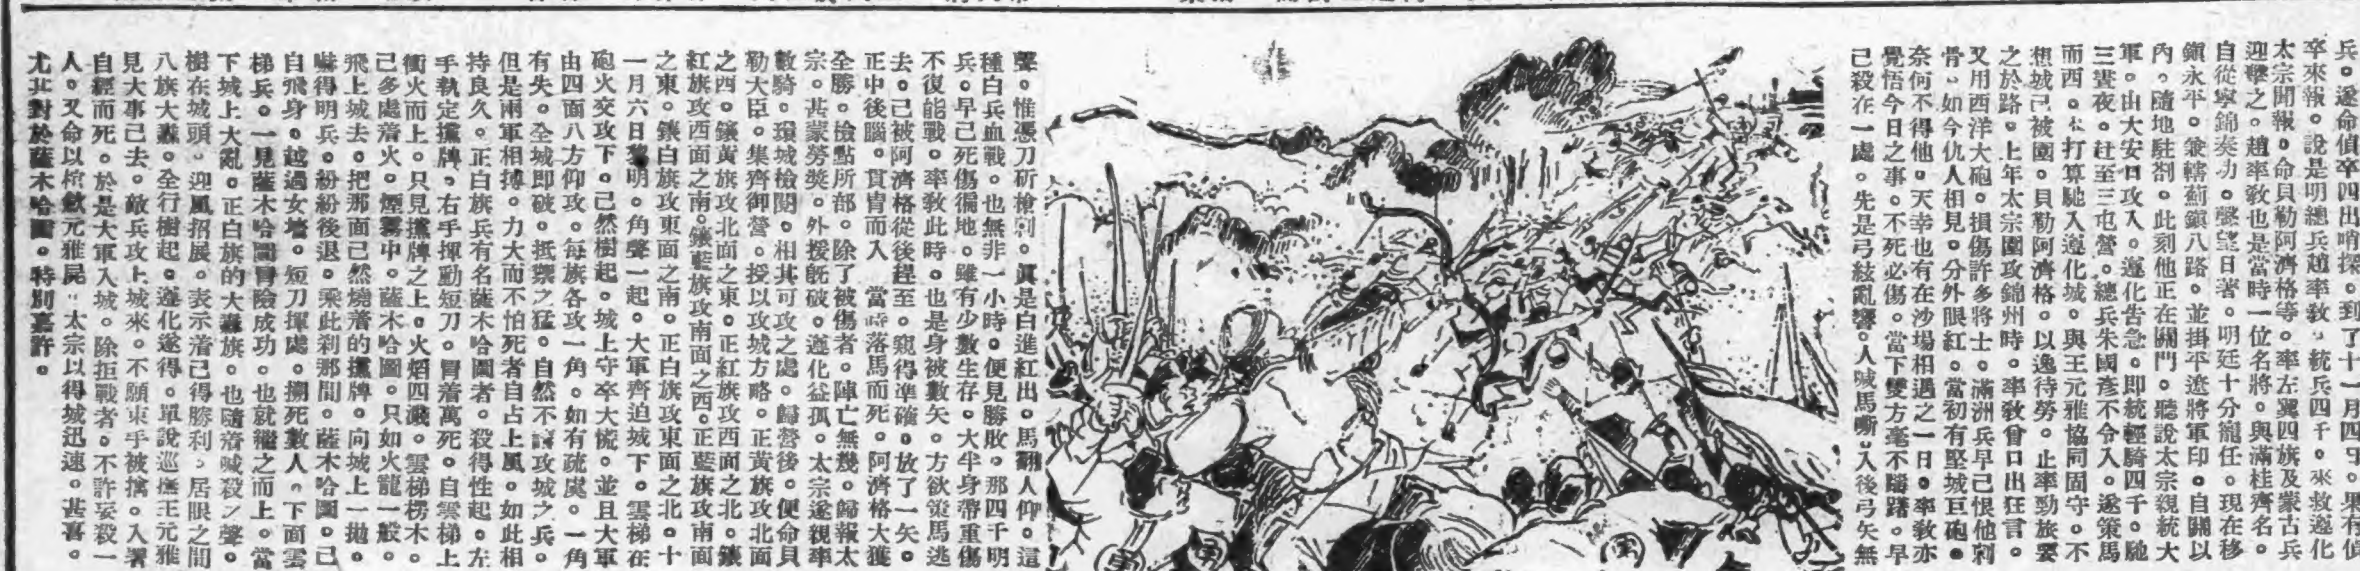 兵。遂命偵卒四出哨探。到了十一月四日。果有偵
卒來報。說是明總兵趙率敎。統兵四千。來救遵化
太宗聞報。命貝勒阿濟格等。率左翼四旗及蒙古兵
迎擊之。趙率敎也是當時一位名將。與滿桂齊名。
自從寧錦奏功。聲望日著。明廷十分寵任。現在移
鎭永平。兼轄薊鎭八路。並掛平遼將軍印。自關以
內。隨地駐劄。此刻他正在關門。聽說太宗親統大
軍。由大安口攻入。遵化告急。即統輕騎四千。馳
三晝夜。赶至三屯營。總兵朱國彥不令入。遂策馬
而西。打算馳入遵化城。與王元雅協同固守。不
想城已被圍。貝勒阿濟格。以逸待勞。止率勁旅要
之於路。上年太宗圍攻錦州時。率敎曾口出狂言。
又用西洋大砲。損傷許多將士。滿洲兵早已恨他刺
骨。如今仇人相見。分外眼紅。當初有堅城巨砲。
奈何不得他。天幸也有在沙場相遇之一日。率敎亦
覺悟今日之事。不死必傷。當下雙方毫不躊躇。早
已殺在一處。先是弓絃亂響。人喊馬嘶。入後弓矢無
聲。惟憑刀斫槍刺。眞是白進紅出。馬翻人仰。這
種白兵血戰。也無非一小時。便見勝敗。那四千明
兵。早已死傷徧地。雖有少數生存。大半身帶重傷
不復能戰。率敎此時。也是身被數矢。方欲策馬逃
去。已被阿濟格從後趕至。窺得準確。放了一矢。
正中後腦。貫胄而入。當時落馬而死。阿濟格大獲
全勝。檢點所部。除了被傷者。陣亡無幾。歸報太
宗。甚蒙勞奬。外援旣破。遵化益孤。太宗遂親率
數騎。環城檢閱。相其可攻之處。歸營後。便命貝
勒大臣。集齊御營。授以攻城方略。正黃旗攻北面
之西。鑲黃旗攻北面之東。正紅旗攻西面之北。鑲
紅旗攻西面之南。鑲藍旗攻南面之西。正藍旗攻南面
之東。鑲白旗攻東面之南。正白旗攻東面之北。十
一月六日黎明。角聲一起。大軍齊迫城下。雲梯在
砲火交攻下。已然樹起。城上守卒大慌。並且大軍
由四面八方仰攻。每旗各攻一角。如有疏虞。一角
有失。全城即破。抵禦之猛。自然不讓攻城之兵。
但是兩軍相搏。力大而不怕死者自占上風。如此相
持良久。正白旗兵有名薩木哈圖者。殺得性起。左
手執定擋牌。右手揮動短刀。冒着萬死。自雲梯上
衝火而上。只見擋牌之上。火焰四濺。雲梯楞木。
已多處着火。煙霧中。薩木哈圖。只如火龍一般。
飛上城去。把那面已然燒着的擋牌。向城上一抛。
嚇得明兵。紛紛後退。乘此刹那間。薩木哈圖。已
自飛身。越過女墻。短刀揮處。搠死數人。下面雲
梯兵。一見薩木哈圖冒險成功。也就繼之而上。當
下城上大亂。正白旗的大纛旗。也隨着喊殺之聲。
樹在城頭。迎風招展。表示着已得勝利。居眼之間
八旗大纛。全行樹起。遵化遂得。單說巡撫王元雅
見大事已去。敵兵攻上城來。不願束手被擒。入署
自經而死。於是大軍入城。除拒戰者。不許妄殺一
人。又命以棺斂元雅屍。太宗以得城迅速。甚喜。
尤其對於薩木哈圖。特別嘉許。